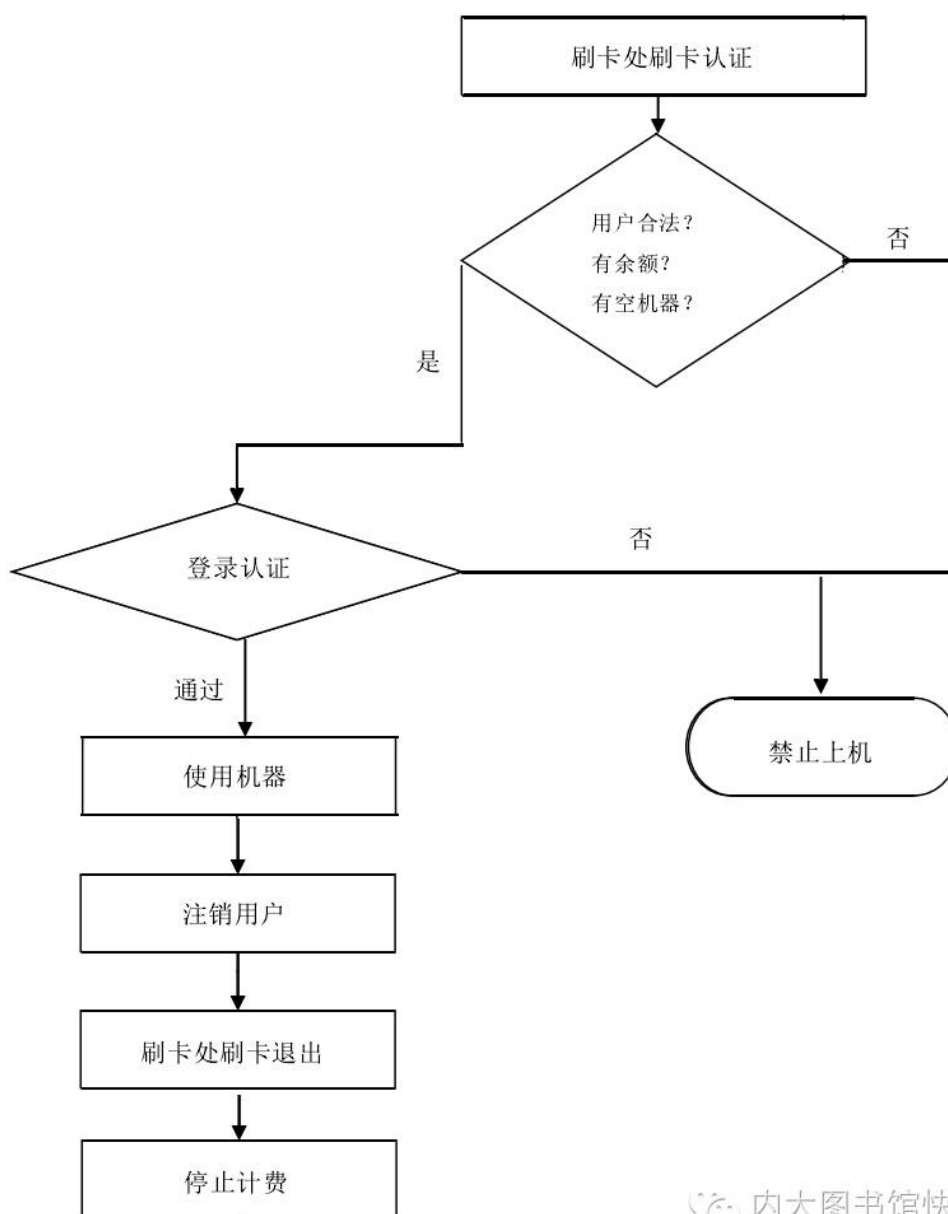 刷卡处刷卡认证
用户合法？
有余额？
有空机器？
否
是
登录认证
否
通过
使用机器
禁止上机
注销用户
刷卡处刷卡退出
停止计费
内大图书馆快